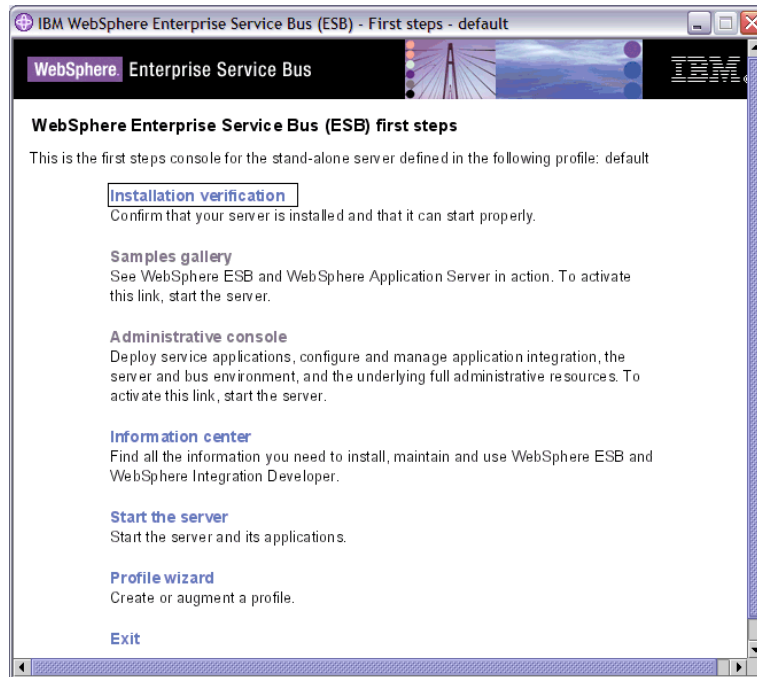 IBM WebSphere Enterprise Service Bus (ESB) - First steps - default
WebSphere. Enterprise Service Bus
IBM.
WebSphere Enterprise Service Bus (ESB) first steps
This is the first steps console for the stand-alone server defined in the following profile: default
Installation verification
Confirm that your server is installed and that it can start properly.
Samples gallery
See WebSphere ESB and WebSphere Application Server in action. To activate
this link, start the server.
Administrative console
Deploy service applications, configure and manage application integration, the
server and bus environment, and the underlying full administrative resources. To
activate this link, start the server.
Information center
Find all the information you need to install, maintain and use WebSphere ESB and
WebSphere Integration Developer.
Start the server
Start the server and its applications.
Profile wizard
Create or augment a profile.
Exit